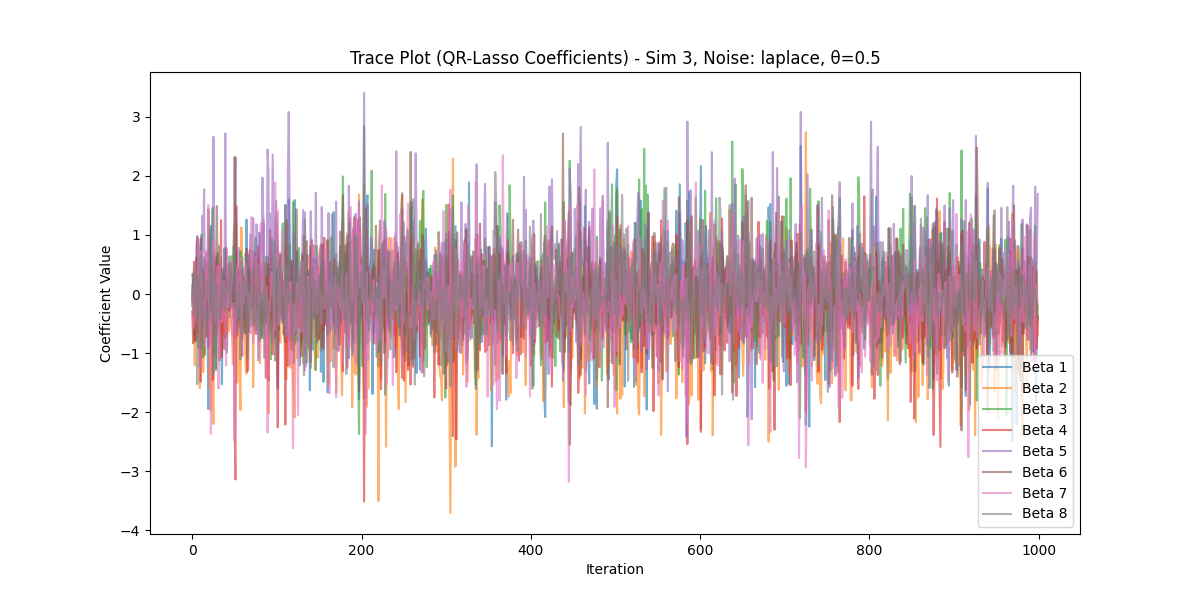 Trace Plot (QR-Lasso Coefficients) - Sim 3, Noise: laplace, θ=0.5
Coefficient Value
3
2
1
0
−1
−2
−3
−4
Beta 1
Beta 2
Beta 3
Beta 4
Beta 5
Beta 6
Beta 7
Beta 8
0 200 400 600 800 1000
Iteration